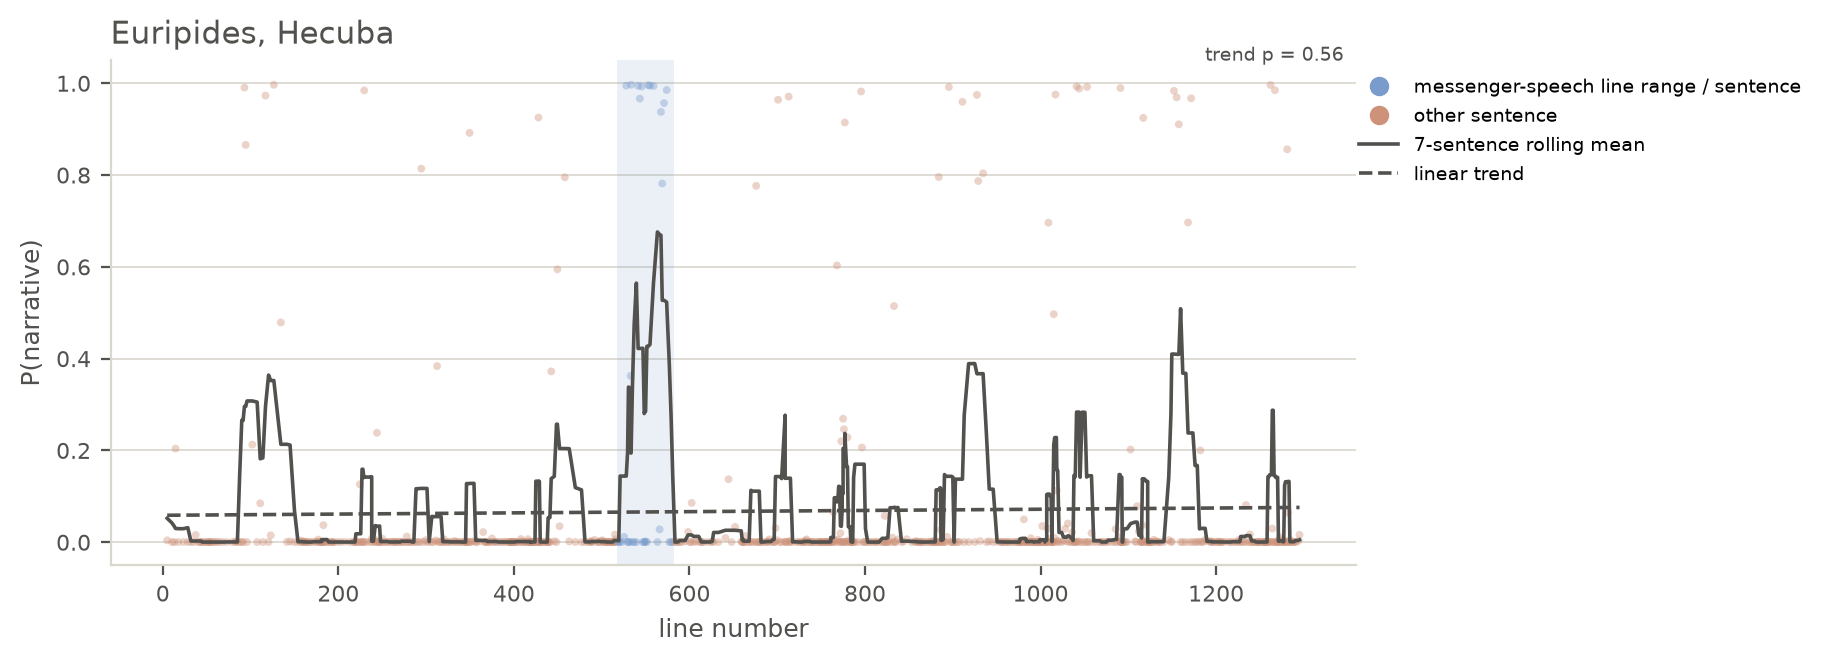 Euripides, Hecuba
trend p = 0.56
messenger-speech line range / sentence
other sentence
7-sentence rolling mean
linear trend
P(narrative)
1.0
0.8
0.6
0.4
0.2
0.0
0 200 400 600 800 1000 1200
line number